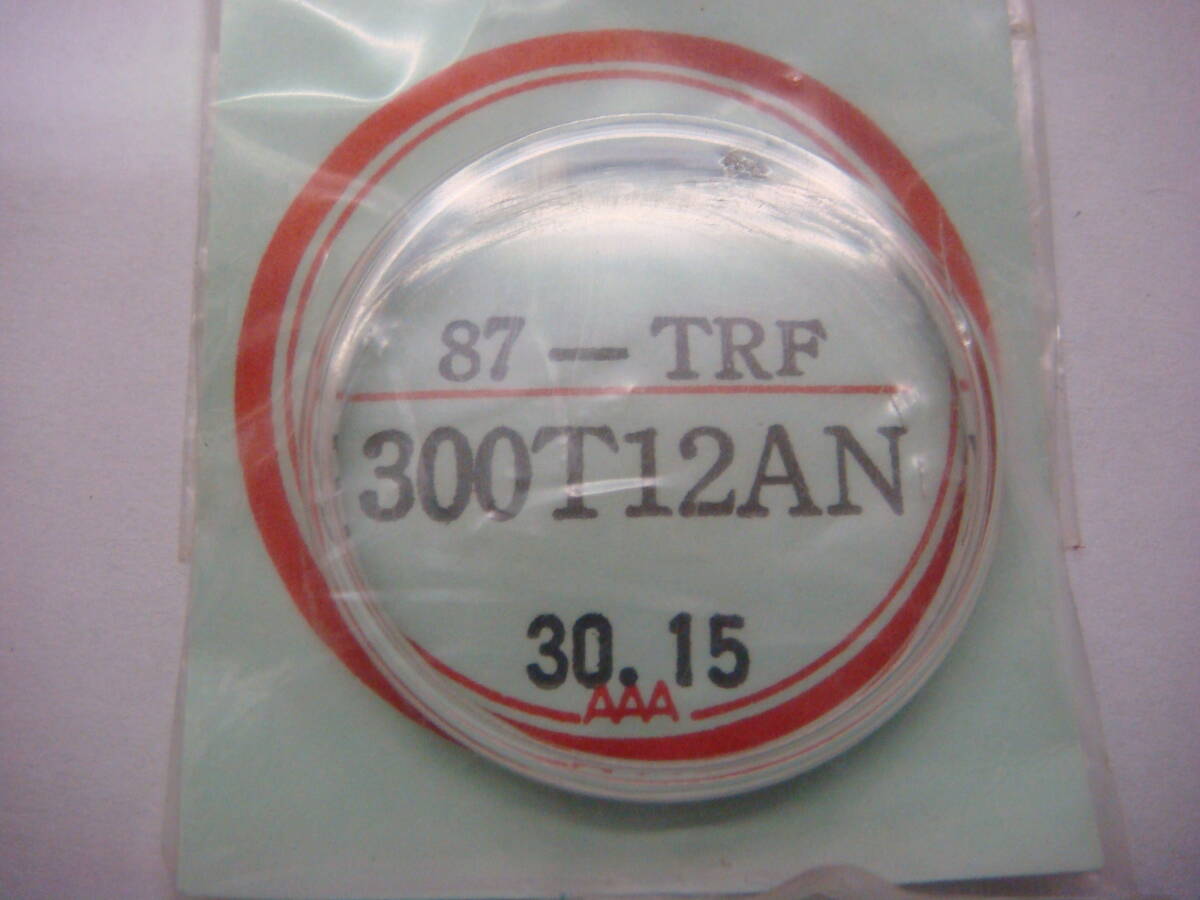 87 — TRF
300T12AN
30.15
AAA